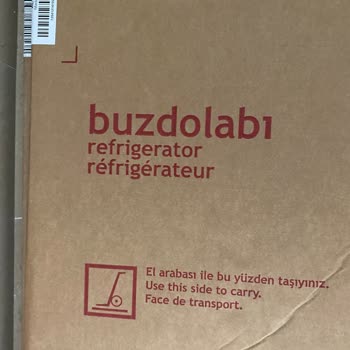 buzdolabı
refrigerator
réfrigérateur
El arabası ile bu yüzden taşıyınız.
Use this side to carry.
Face de transport.